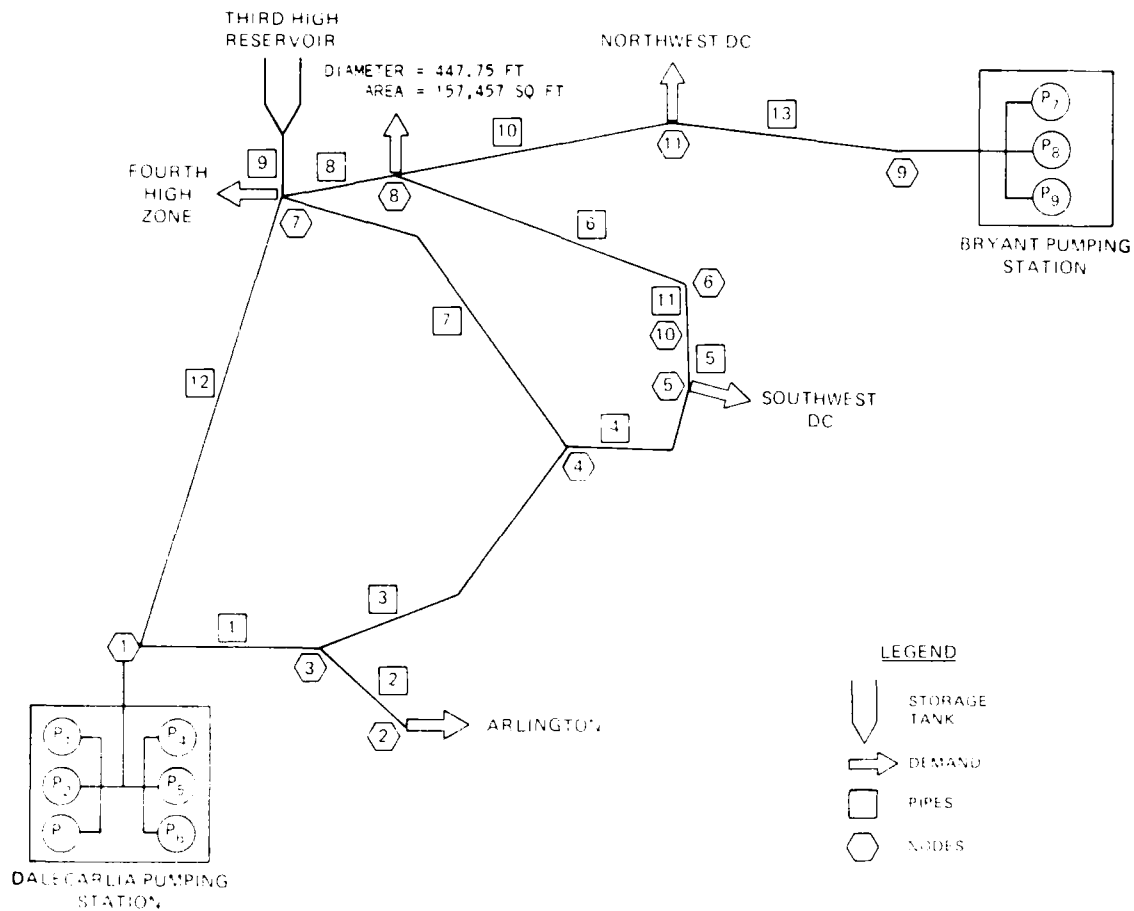 THIRD HIGH
RESERVOIR
DIAMETER = 447.75 FT
AREA = 157,457 SQ FT
NORTHWEST DC
10
13
P7
P8
P9
9
8
11
9
8
FOURTH
HIGH
ZONE
7
6
BRYANT PUMPING
STATION
6
11
10
7
5
5
12
SOUTHWEST
DC
4
4
3
1
1
3
2
LEGEND
STORAGE
TANK
2
ARLINGTON
DEMAND
P4
P2
P5
P
P6
PIPES
NODES
DALECARLIA PUMPING
STATION